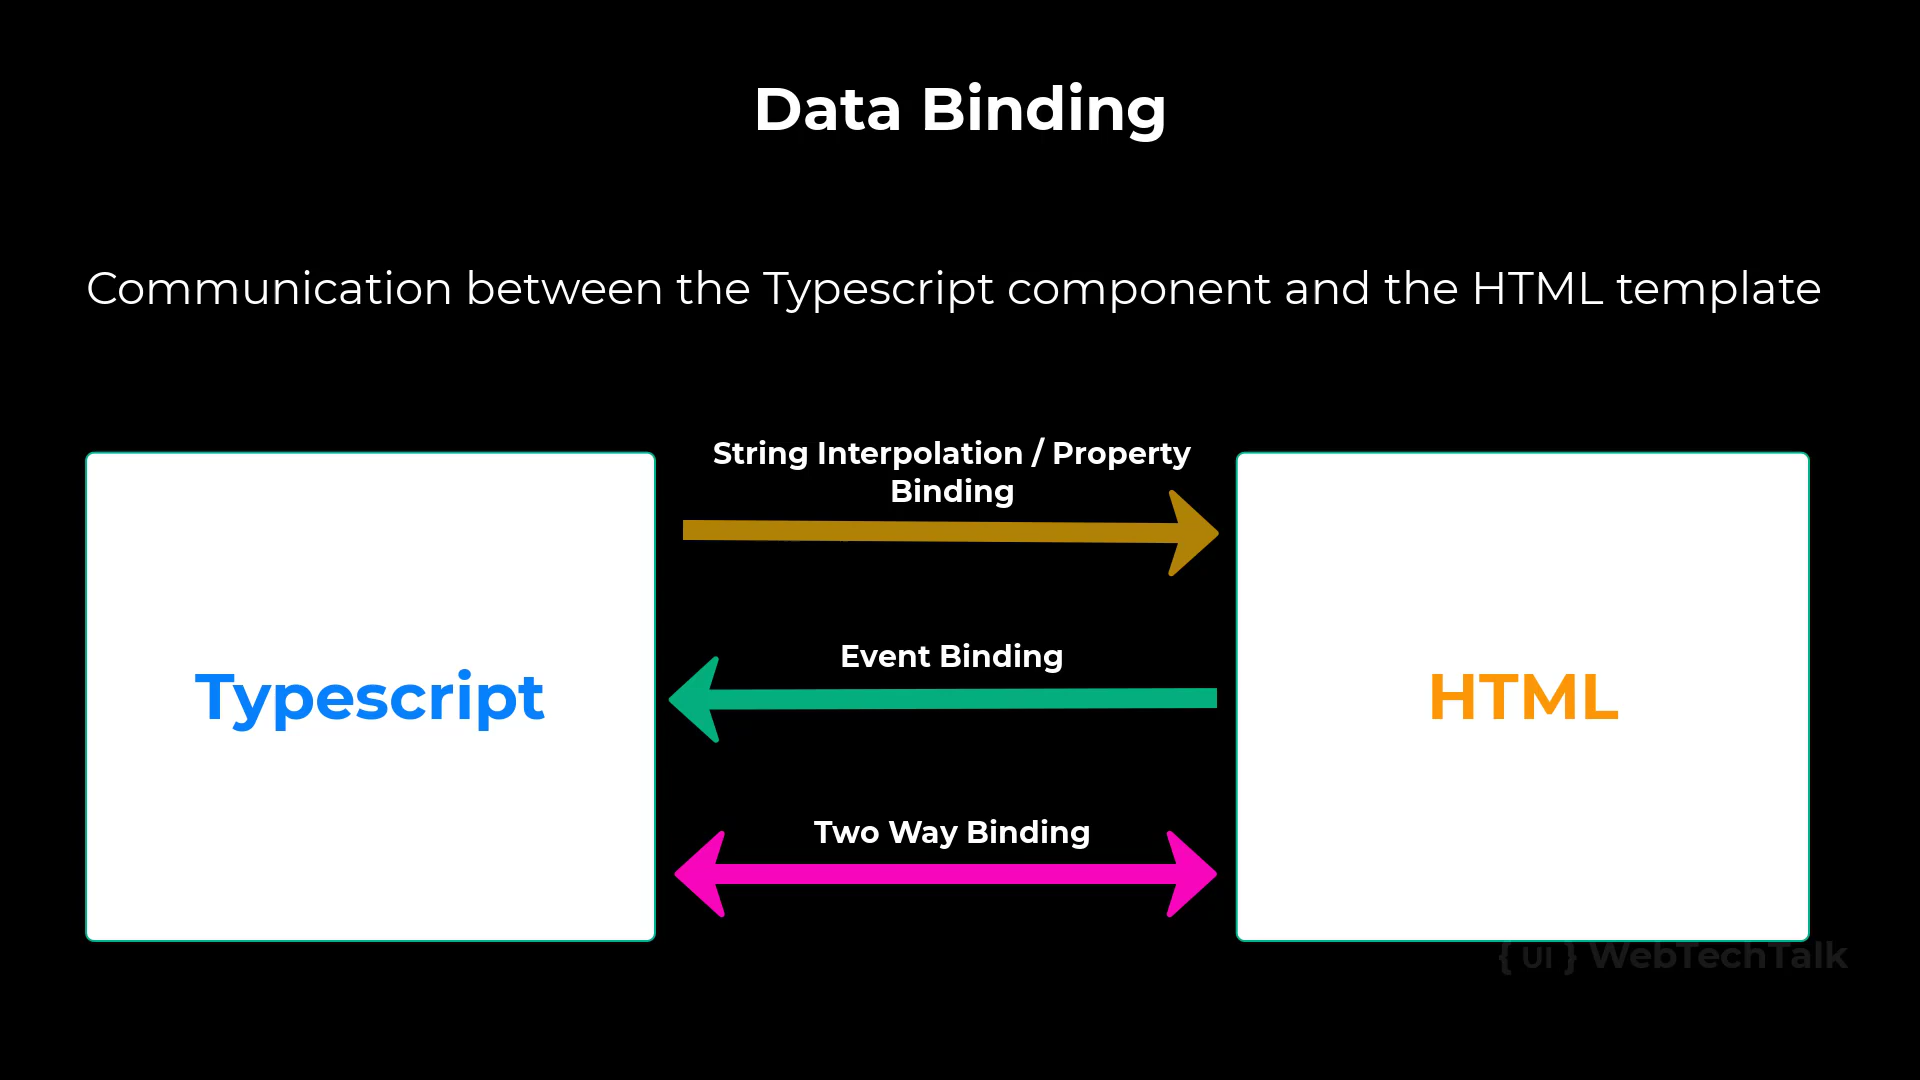 Data Binding
Communication between the Typescript component and the HTML template
String Interpolation / Property
Binding
Typescript
Event Binding
HTML
Two Way Binding
{ UI } WebTechTalk